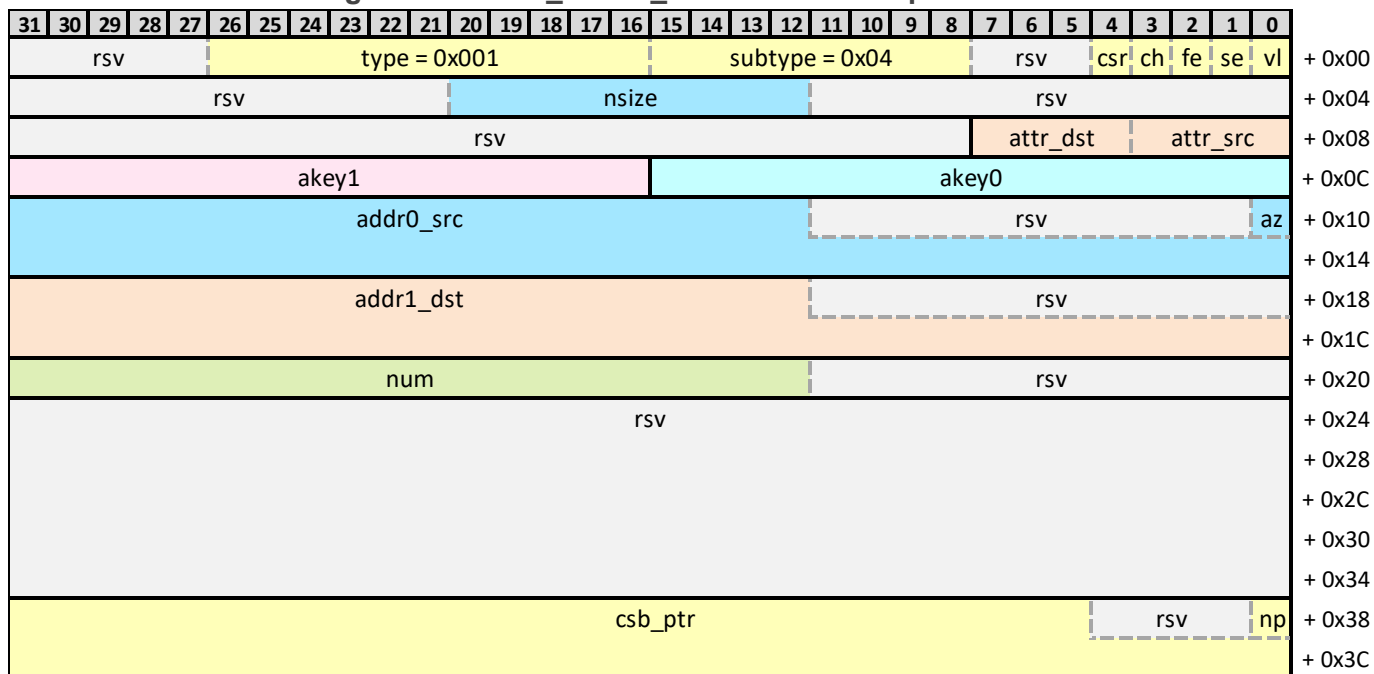 31 30 29 28 27 26 25 24 23 22 21 20 19 18 17 16 15 14 13 12 11 10 9 8 7 6 5 4 3 2 1 0
rsv type = 0x001 subtype = 0x04 rsv csr ch fe se vl + 0x00
rsv nsize rsv + 0x04
rsv attr_dst attr_src + 0x08
akey1 akey0 + 0x0C
addr0_src rsv az + 0x10
+ 0x14
addr1_dst rsv + 0x18
+ 0x1C
num rsv + 0x20
rsv + 0x24
+ 0x28
+ 0x2C
+ 0x30
+ 0x34
csb_ptr rsv np + 0x38
+ 0x3C